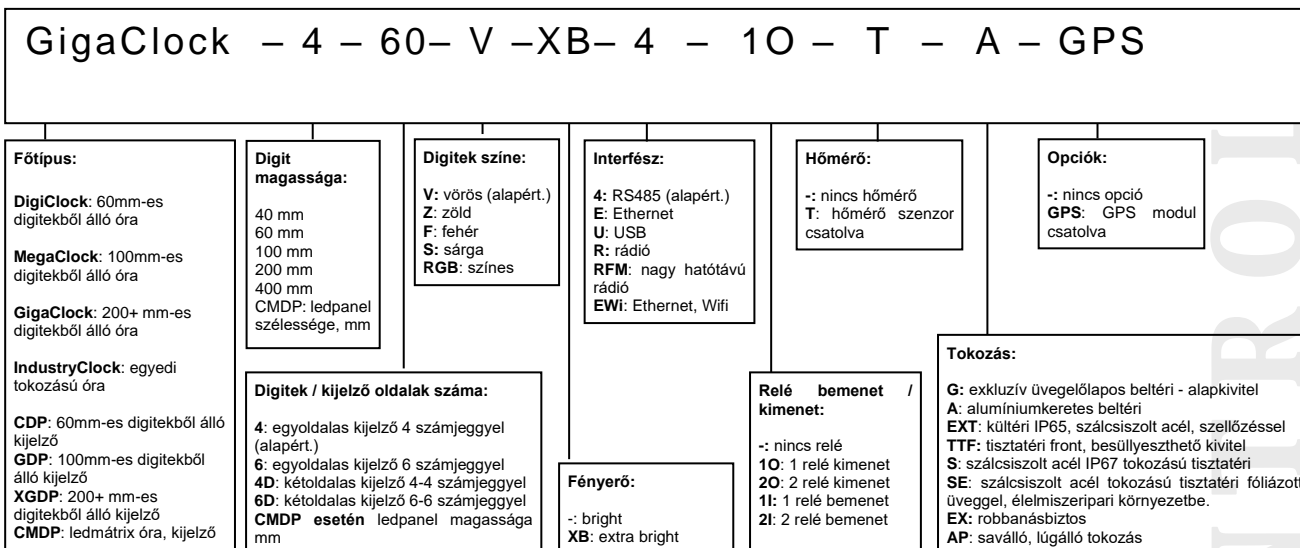 GigaClock – 4 – 60– V –XB– 4 – 1O – T – A – GPS
Főtípus:
DigiClock: 60mm-es
digitekből álló óra
MegaClock: 100mm-es
digitekből álló óra
GigaClock: 200+ mm-es
digitekből álló óra
IndustryClock: egyedi
tokozású óra
CDP: 60mm-es digitekből álló
kijelző
GDP: 100mm-es digitekből
álló kijelző
XGDP: 200+ mm-es
digitekből álló kijelző
CMDP: ledmátrix óra, kijelző
Digit
magassága:
40 mm
60 mm
100 mm
200 mm
400 mm
CMDP: ledpanel
szélessége, mm
Digitek / kijelző oldalak száma:
4: egyoldalas kijelző 4 számjeggyel
(alapért.)
6: egyoldalas kijelző 6 számjeggyel
4D: kétoldalas kijelző 4-4 számjeggyel
6D: kétoldalas kijelző 6-6 számjeggyel
CMDP esetén ledpanel magassága
mm
Digitek színe:
V: vörös (alapért.)
Z: zöld
F: fehér
S: sárga
RGB: színes
Fényerő:
-: bright
XB: extra bright
Interfész:
4: RS485 (alapért.)
E: Ethernet
U: USB
R: rádió
RFM: nagy hatótávú
rádió
EWi: Ethernet, Wifi
Relé bemenet /
kimenet:
-: nincs relé
1O: 1 relé kimenet
2O: 2 relé kimenet
1I: 1 relé bemenet
2I: 2 relé bemenet
Hőmérő:
-: nincs hőmérő
T: hőmérő szenzor
csatolva
Tokozás:
G: exkluzív üvegelőlapos beltéri - alapkivitel
A: alumíniumkeretes beltéri
EXT: kültéri IP65, szálcsiszolt acél, szellőzéssel
TTF: tisztatéri front, besüllyeszthető kivitel
S: szálcsiszolt acél IP67 tokozású tisztatéri
SE: szálcsiszolt acél tokozású tisztatéri fóliázott
üveggel, élelmiszeripari környezetbe.
EX: robbanásbiztos
AP: saválló, lúgálló tokozás
Opciók:
-: nincs opció
GPS: GPS modul
csatolva
NTROL